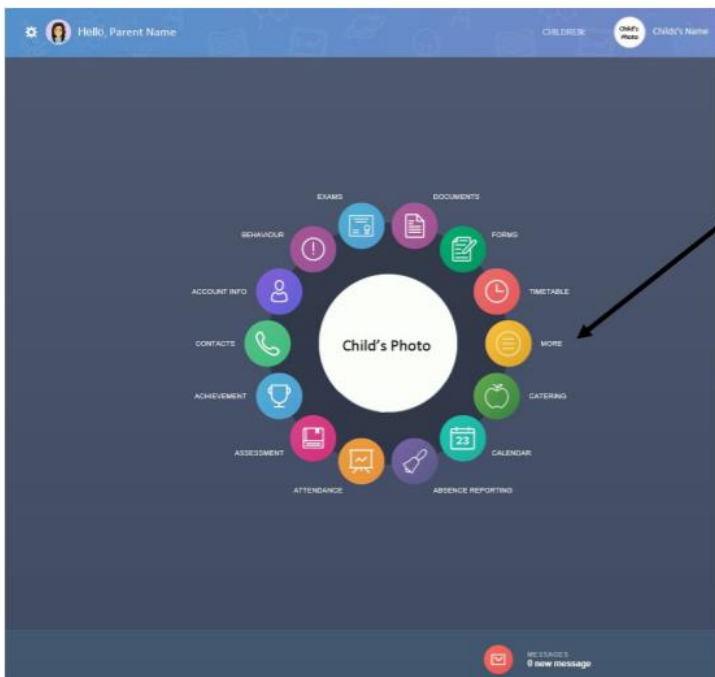 Hello, Parent Name
CHILDREN:
Child's
Photo
Childs's Name
EXAMS
DOCUMENTS
BEHAVIOUR
FORMS
ACCOUNT INFO
TIMETABLE
CONTACTS
Child's Photo
MORE
ACHIEVEMENT
CATERING
23
ASSESSMENT
CALENDAR
ATTENDANCE
ABSENCE REPORTING
MESSAGES
0 new message